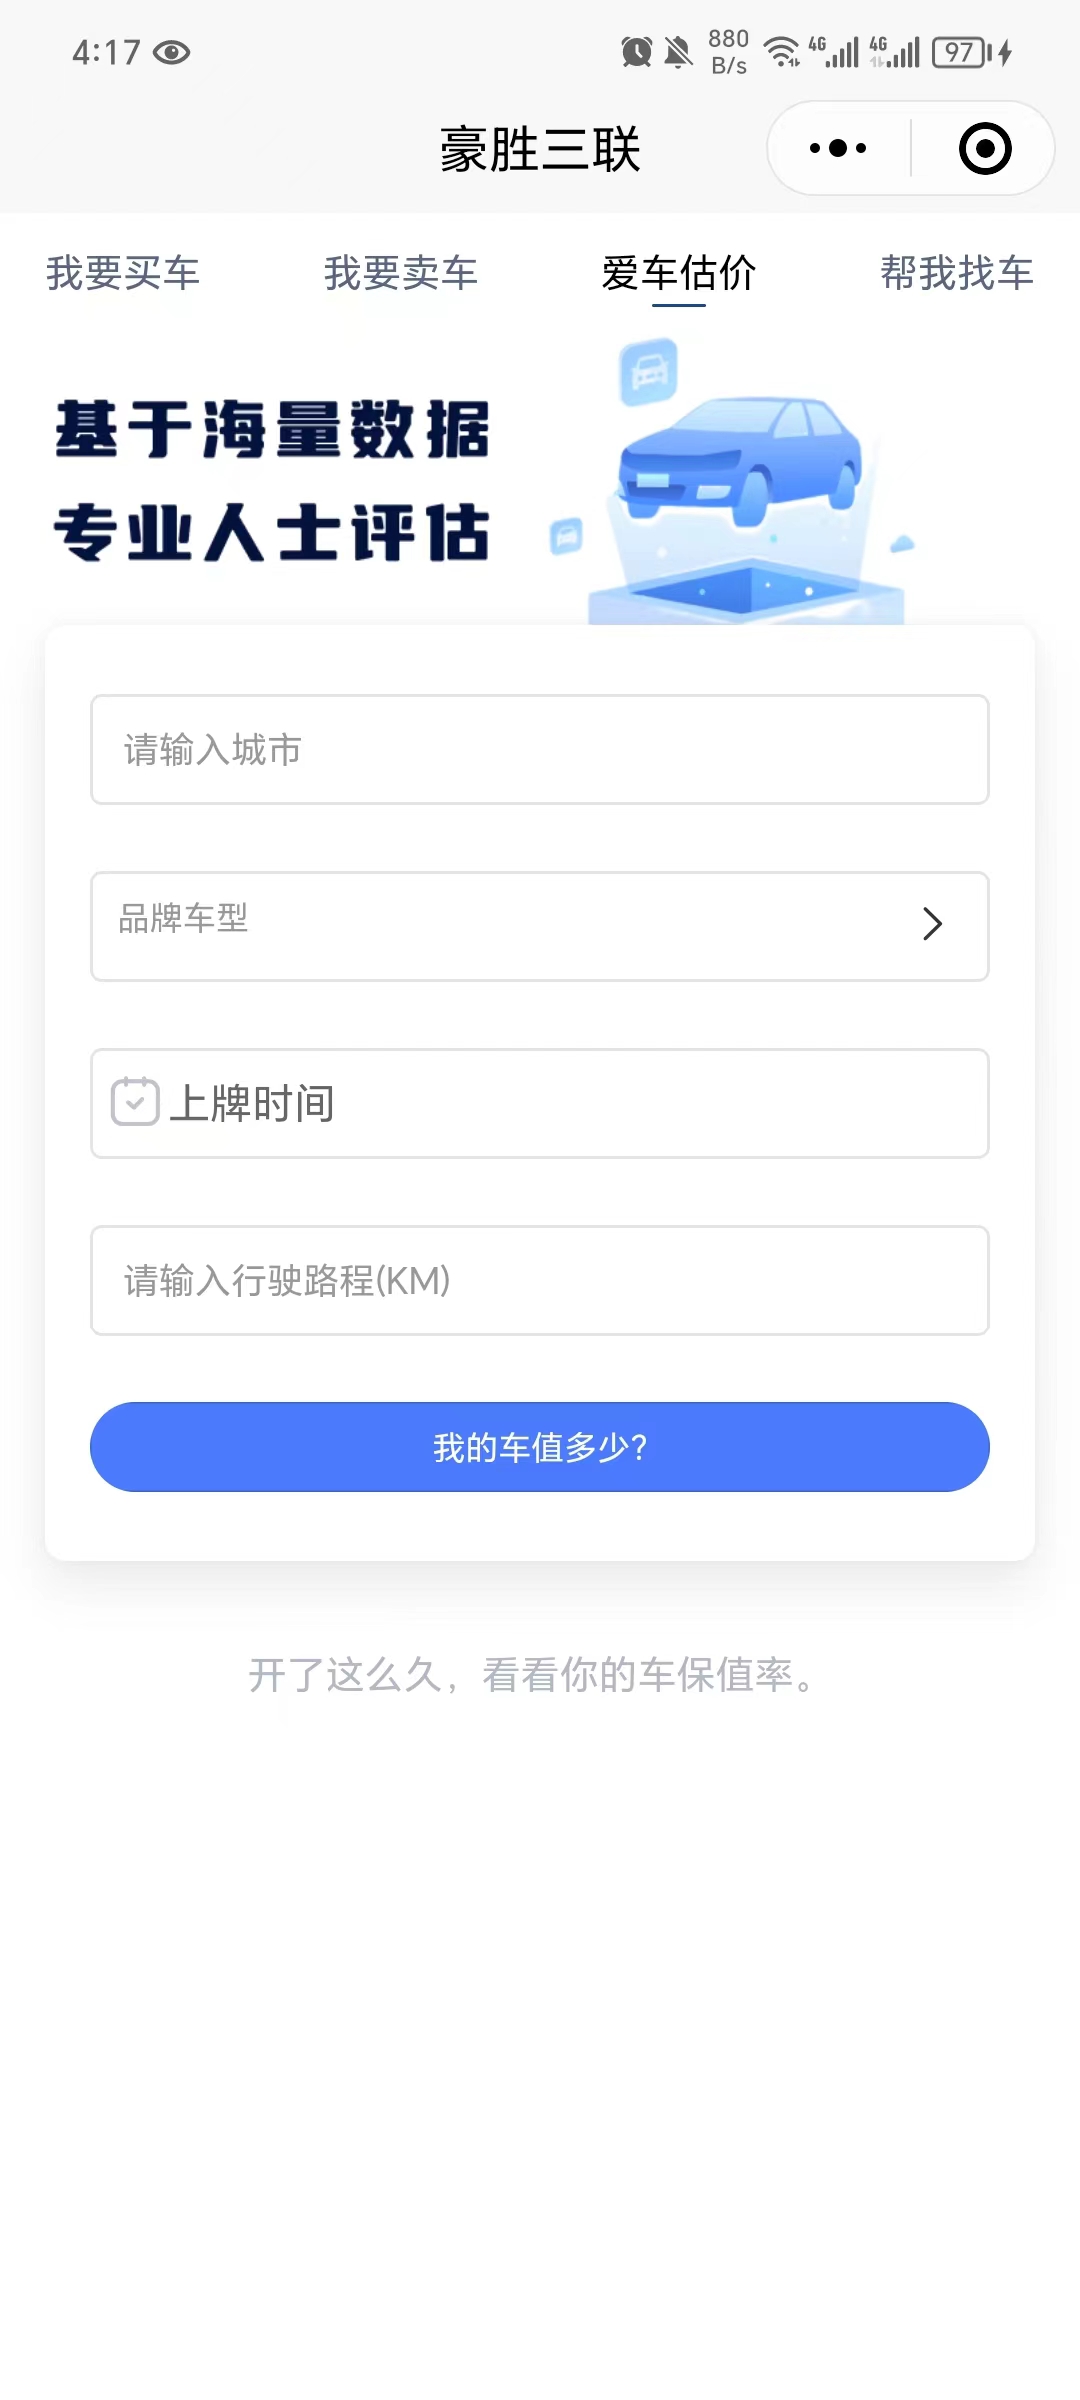 4:17
880 B/s 4G 4G 97
豪胜三联
我要买车 我要卖车 爱车估价 帮我找车
基于海量数据
专业人士评估
请输入城市
品牌车型
上牌时间
请输入行驶路程(KM)
我的车值多少?
开了这么久，看看你的车保值率。